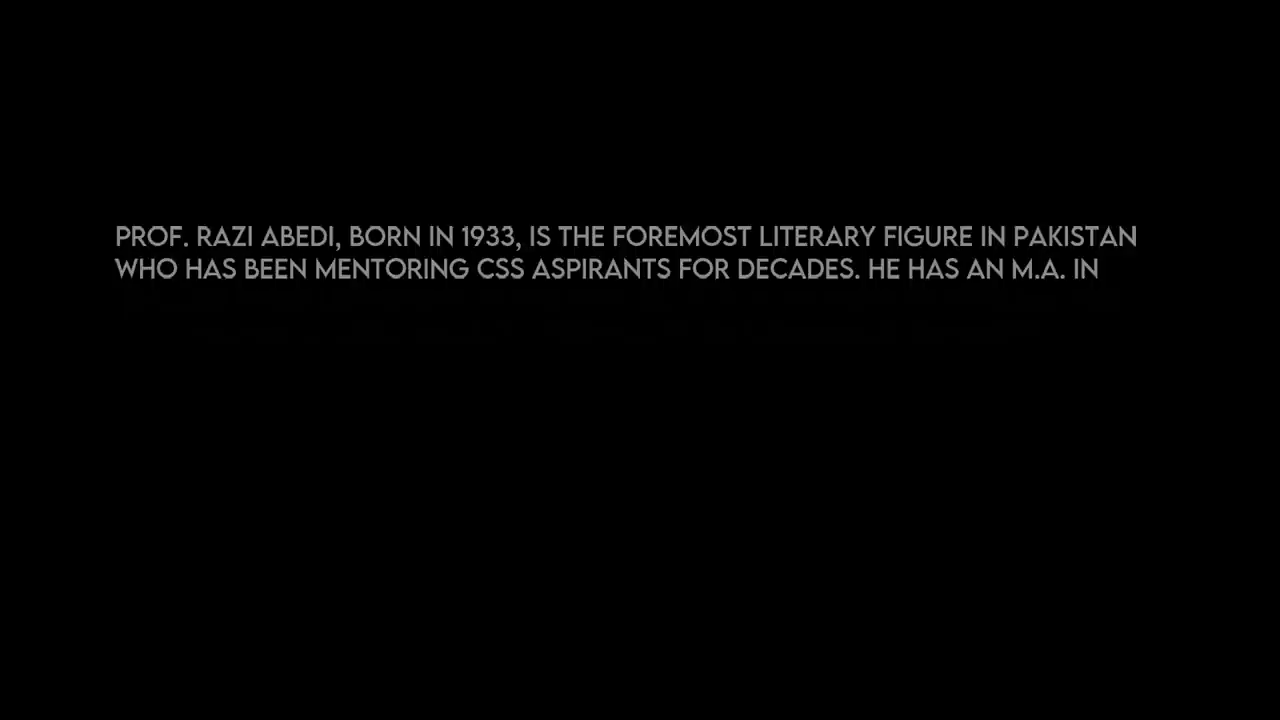 PROF. RAZI ABEDI, BORN IN 1933, IS THE FOREMOST LITERARY FIGURE IN PAKISTAN
WHO HAS BEEN MENTORING CSS ASPIRANTS FOR DECADES. HE HAS AN M.A. IN